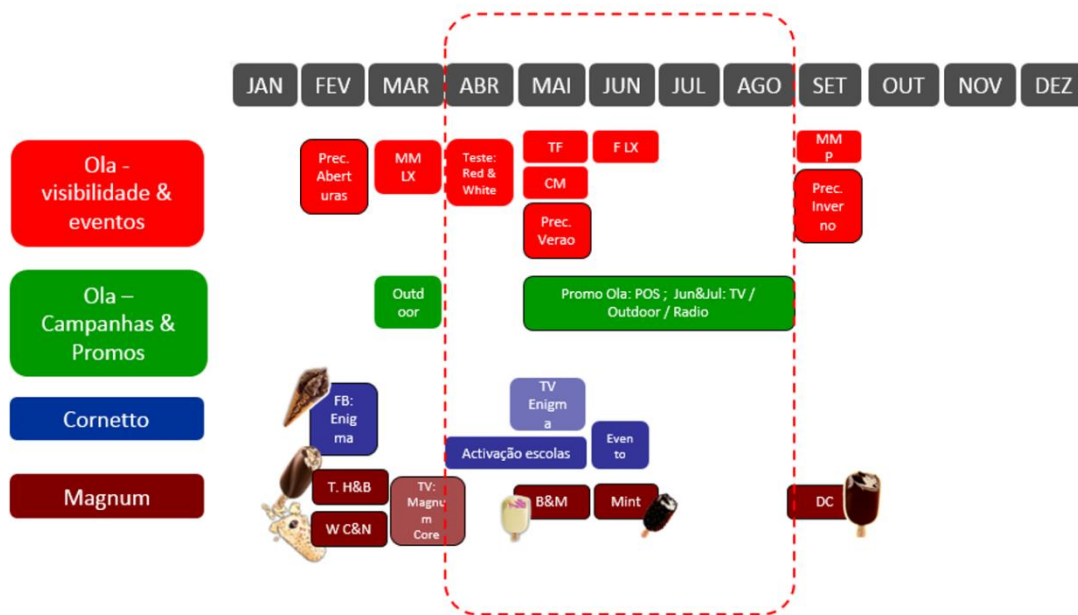 JAN FEV MAR ABR MAI JUN JUL AGO SET OUT NOV DEZ
Ola -
visibilidade &
eventos
Prec.
Abert
uras
MM
LX
Teste:
Red &
White
TF
CM
Prec.
Verao
F LX
MM
P
Prec.
Inver
no
Ola –
Campanhas &
Promos
Outd
oor
Promo Ola: POS ; Jun&Jul: TV /
Outdoor / Radio
Cornetto
FB:
Enig
ma
TV
Enigm
a
Activação escolas
Even
to
Magnum
T. H&B
W C&N
TV:
Magnu
m
Core
B&M
Mint
DC